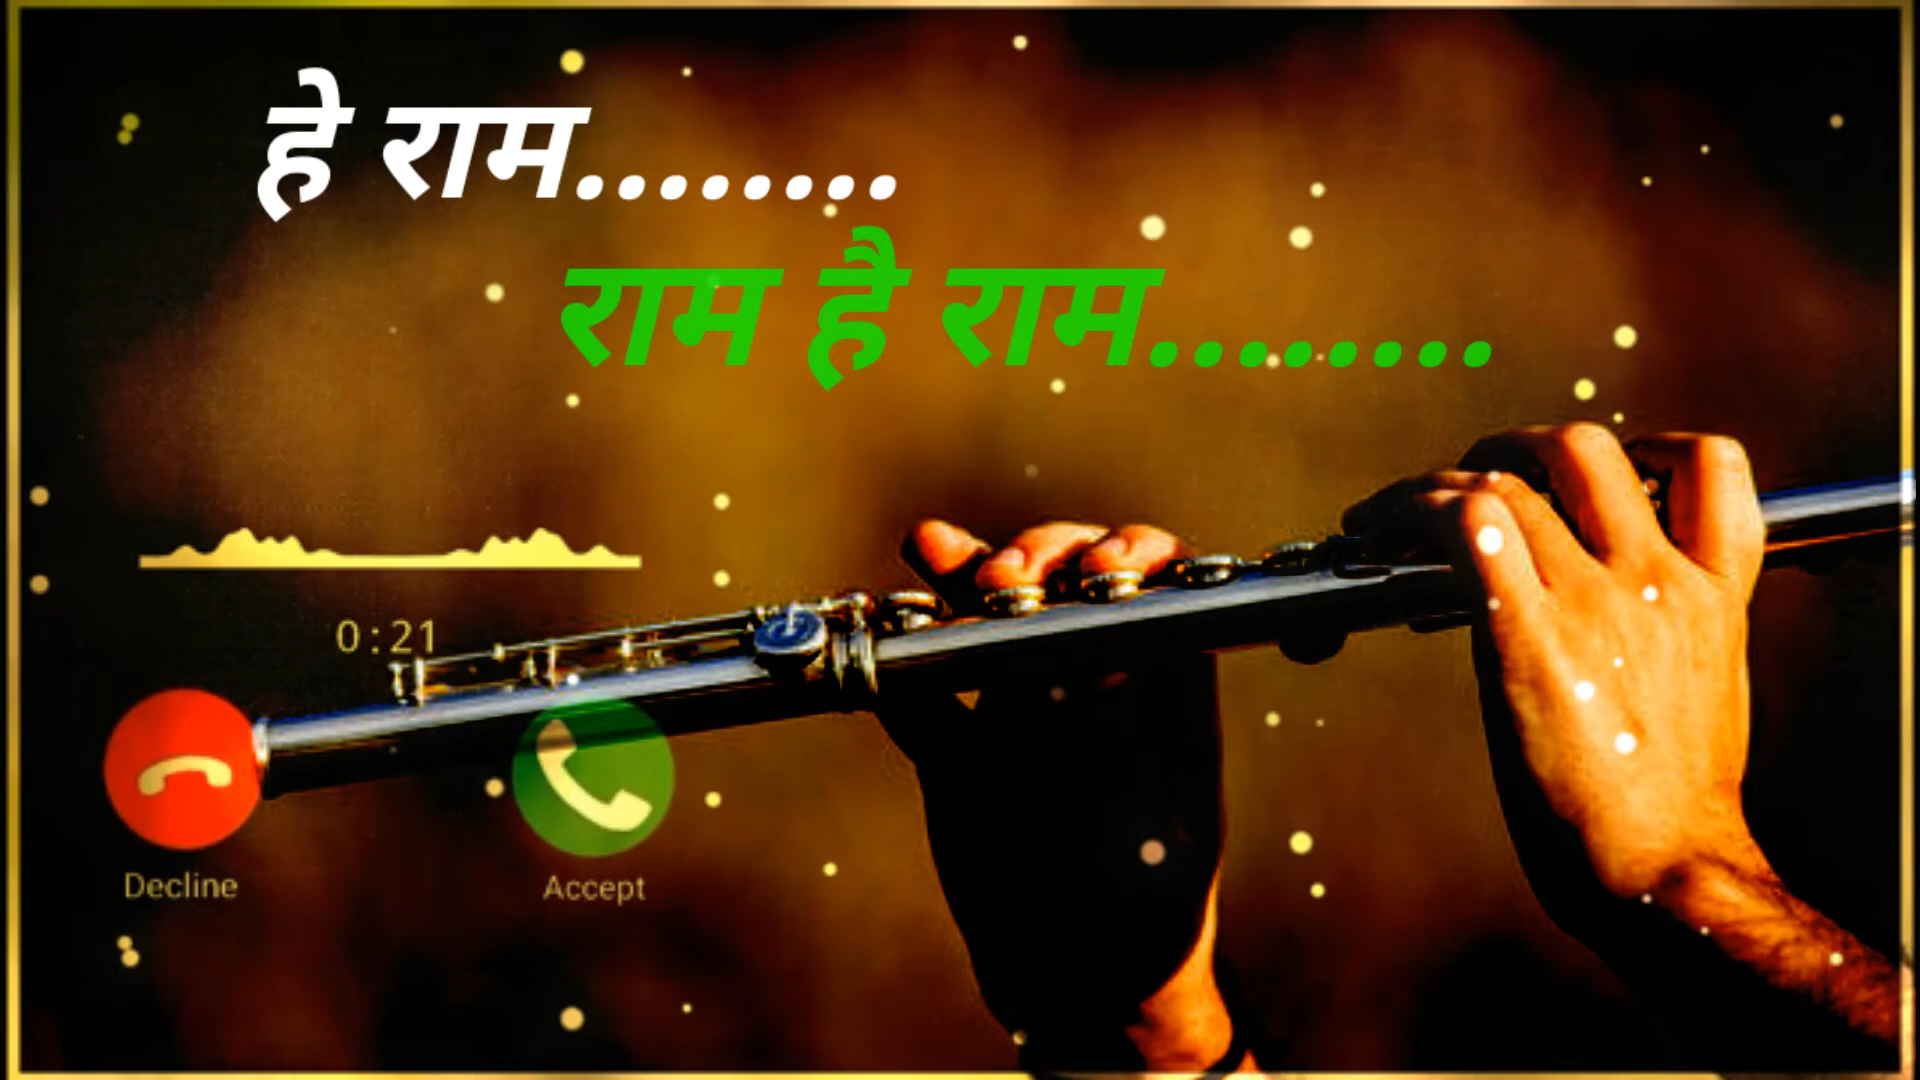 हे राम........
राम है राम........
0:21
Decline
Accept